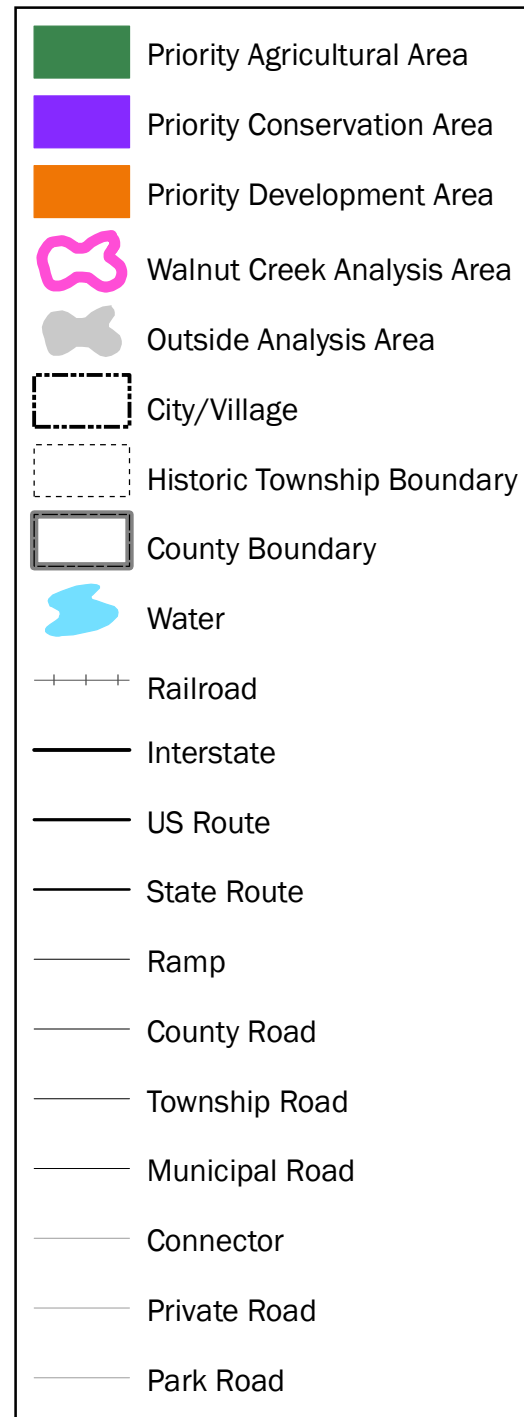 Priority Agricultural Area
Priority Conservation Area
Priority Development Area
Walnut Creek Analysis Area
Outside Analysis Area
City/Village
Historic Township Boundary
County Boundary
Water
Railroad
Interstate
US Route
State Route
Ramp
County Road
Township Road
Municipal Road
Connector
Private Road
Park Road